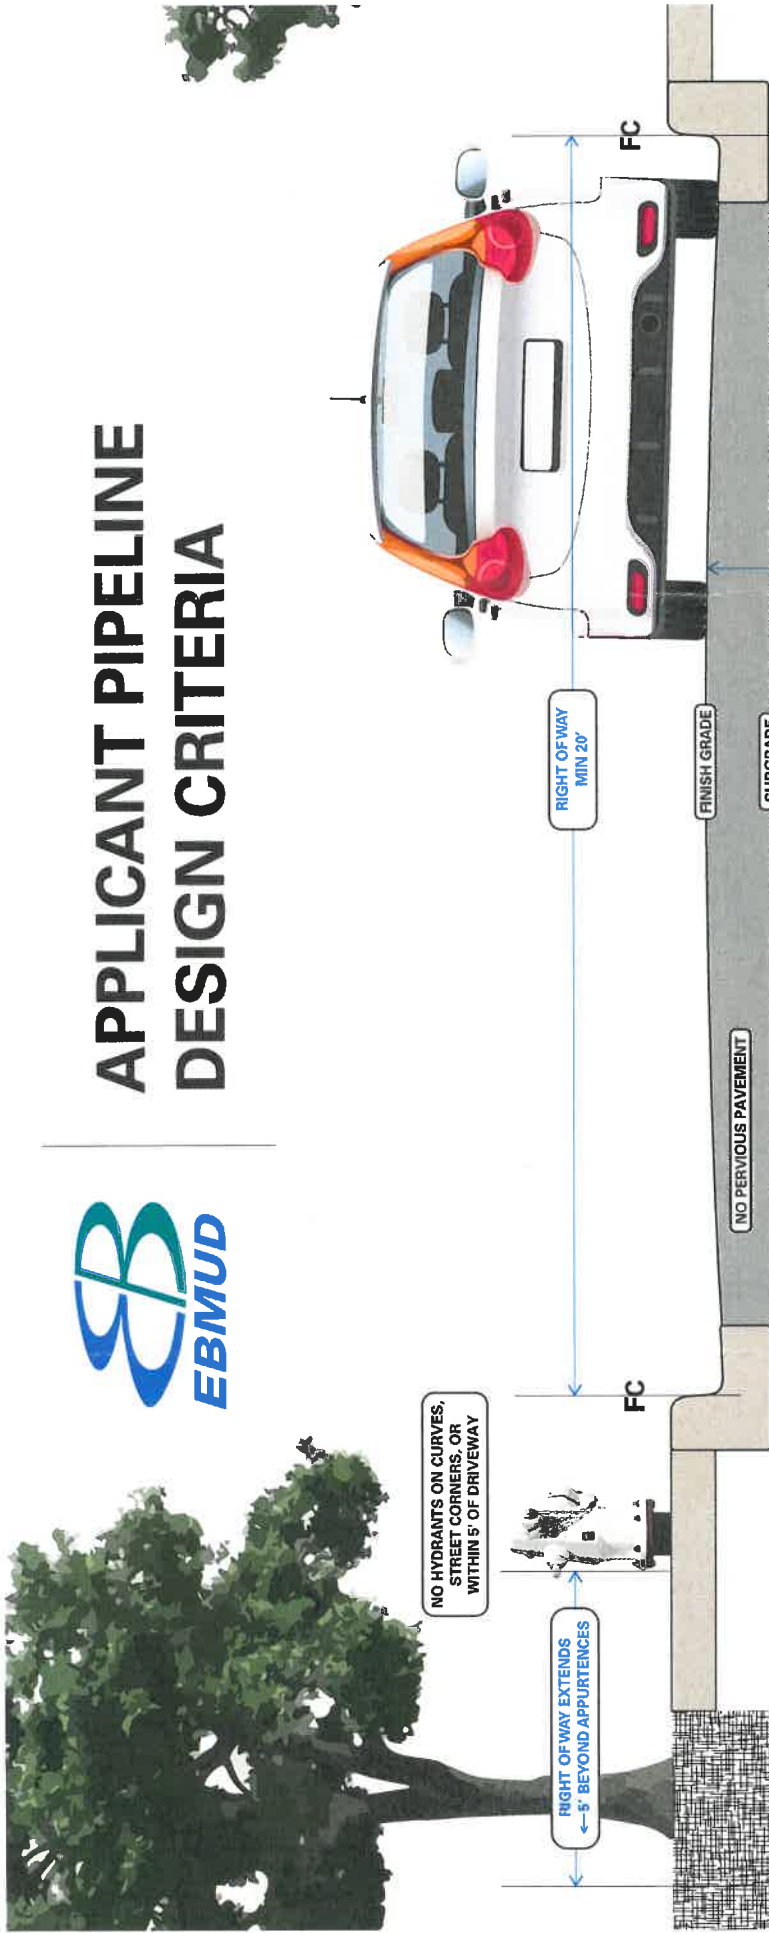 EBMUD
APPLICANT PIPELINE
DESIGN CRITERIA
NO HYDRANTS ON CURVES,
STREET CORNERS, OR
WITHIN 5' OF DRIVEWAY
RIGHT OF WAY EXTENDS
←5' BEYOND APPURTENCES
RIGHT OF WAY
MIN 20'
FC
FC
FINISH GRADE
NO PERVIOUS PAVEMENT
SUBGRADE